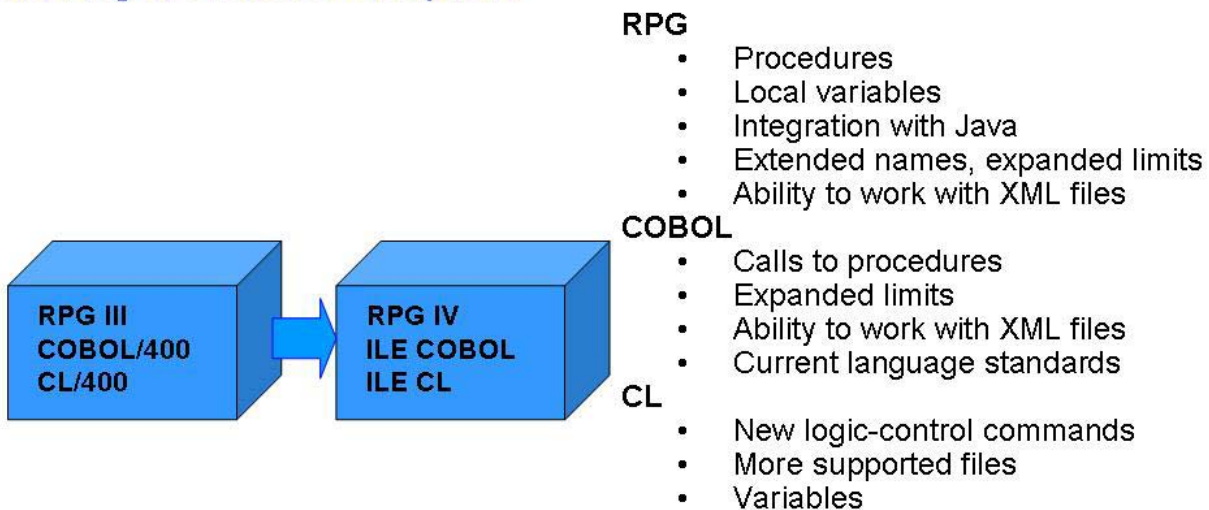 RPG III
COBOL/400
CL/400
RPG IV
ILE COBOL
ILE CL
RPG
• Procedures
• Local variables
• Integration with Java
• Extended names, expanded limits
• Ability to work with XML files
COBOL
• Calls to procedures
• Expanded limits
• Ability to work with XML files
• Current language standards
CL
• New logic-control commands
• More supported files
• Variables